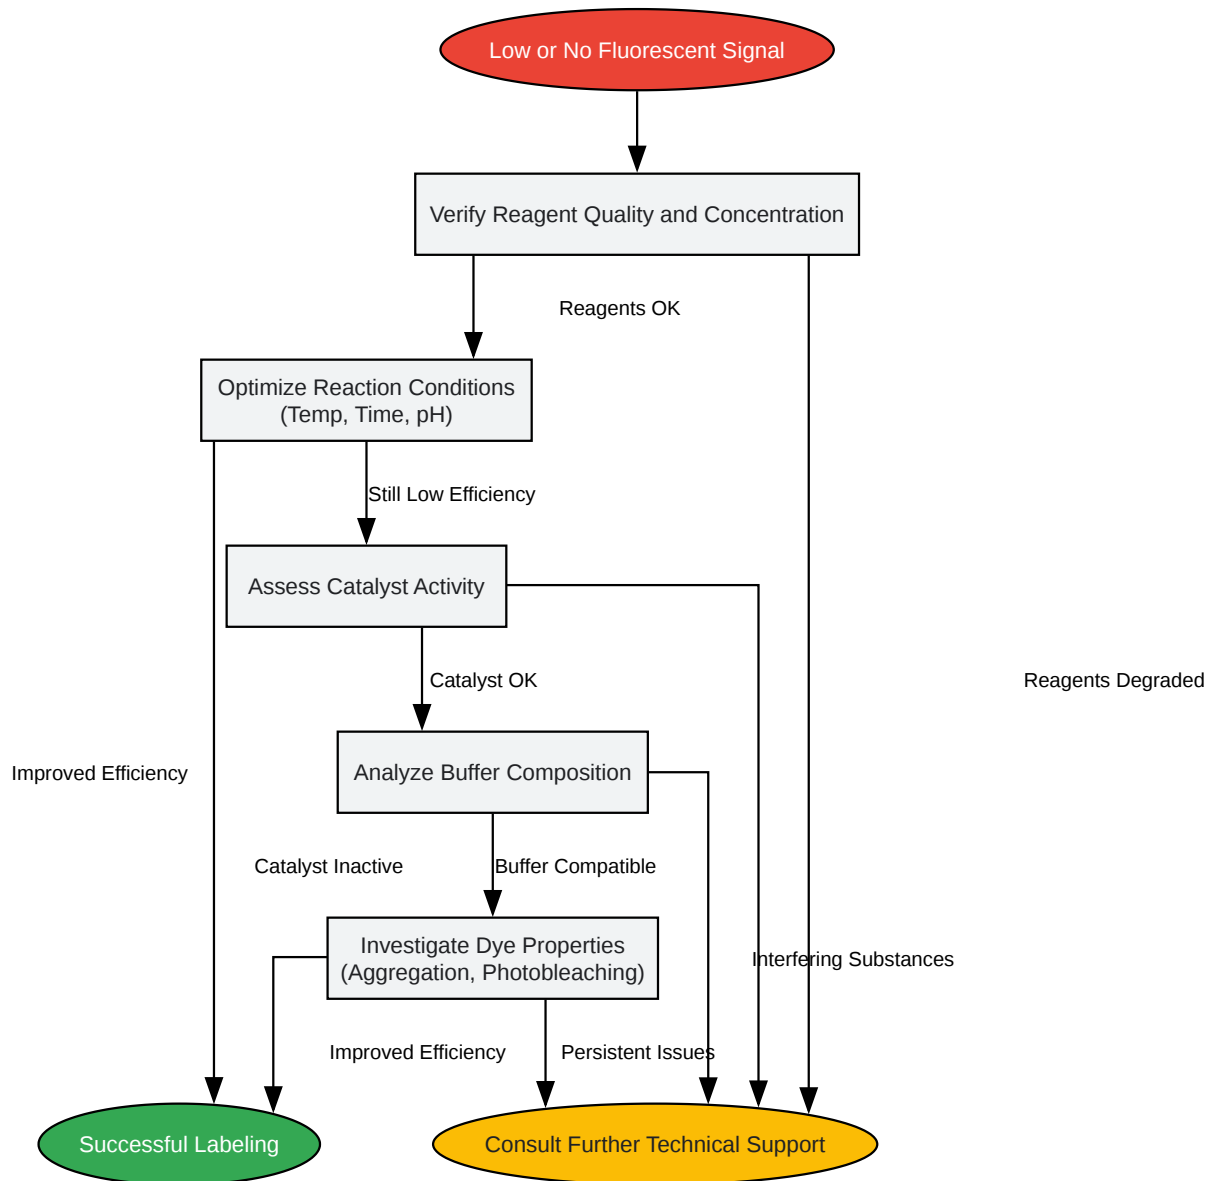 Low or No Fluorescent Signal
Verify Reagent Quality and Concentration
Reagents OK
Optimize Reaction Conditions
(Temp, Time, pH)
Still Low Efficiency
Assess Catalyst Activity
Catalyst OK
Reagents Degraded
Analyze Buffer Composition
Improved Efficiency
Catalyst Inactive
Buffer Compatible
Investigate Dye Properties
(Aggregation, Photobleaching)
Interfering Substances
Improved Efficiency
Persistent Issues
Successful Labeling
Consult Further Technical Support